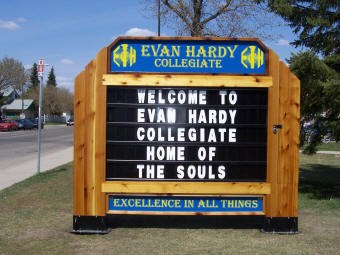 EVAN HARDY
COLLEGIATE
WELCOME TO
EVAN HARDY
COLLEGIATE
HOME OF
THE SOULS
EXCELLENCE IN ALL THINGS